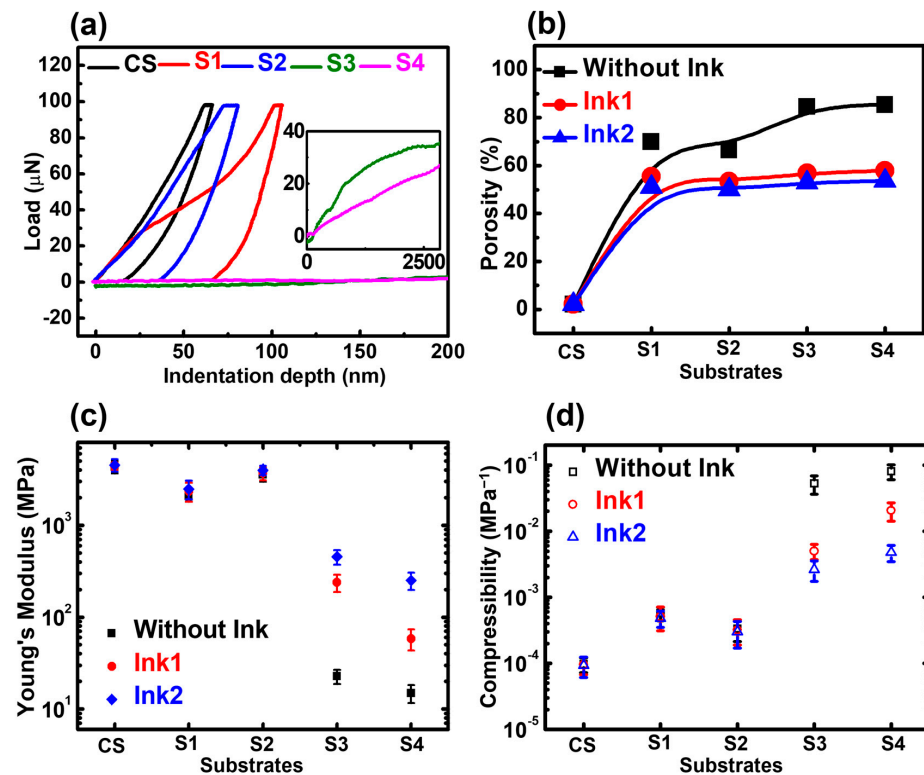 (a)
CS S1 S2 S3 S4
120
100
80
60
40
20
0
-20
Load (μN)
0 50 100 150 200
Indentation depth (nm)
40
20
0
0 2500
(b)
Without Ink
Ink1
Ink2
100
80
60
40
20
0
Porosity (%)
CS S1 S2 S3 S4
Substrates
(c)
10³
10²
10¹
Young's Modulus (MPa)
Without Ink
Ink1
Ink2
CS S1 S2 S3 S4
Substrates
(d)
Without Ink
Ink1
Ink2
10⁻¹
10⁻²
10⁻³
10⁻⁴
10⁻⁵
Compressibility (MPa⁻¹)
CS S1 S2 S3 S4
Substrates